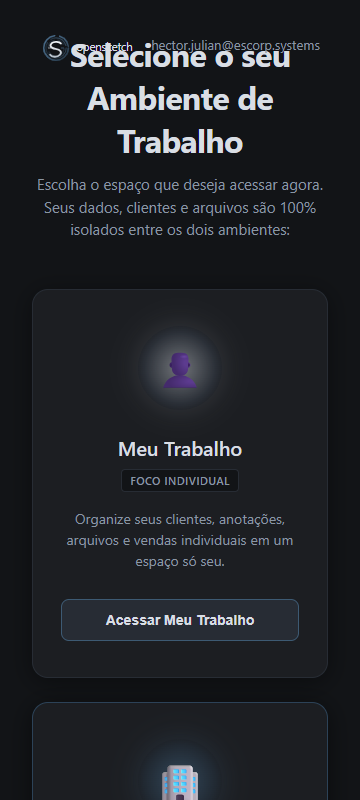 openstetch hector.julian@escorp.systems
Selecione o seu
Ambiente de
Trabalho
Escolha o espaço que deseja acessar agora.
Seus dados, clientes e arquivos são 100%
isolados entre os dois ambientes:
Meu Trabalho
FOCO INDIVIDUAL
Organize seus clientes, anotações,
arquivos e vendas individuais em um
espaço só seu.
Acessar Meu Trabalho